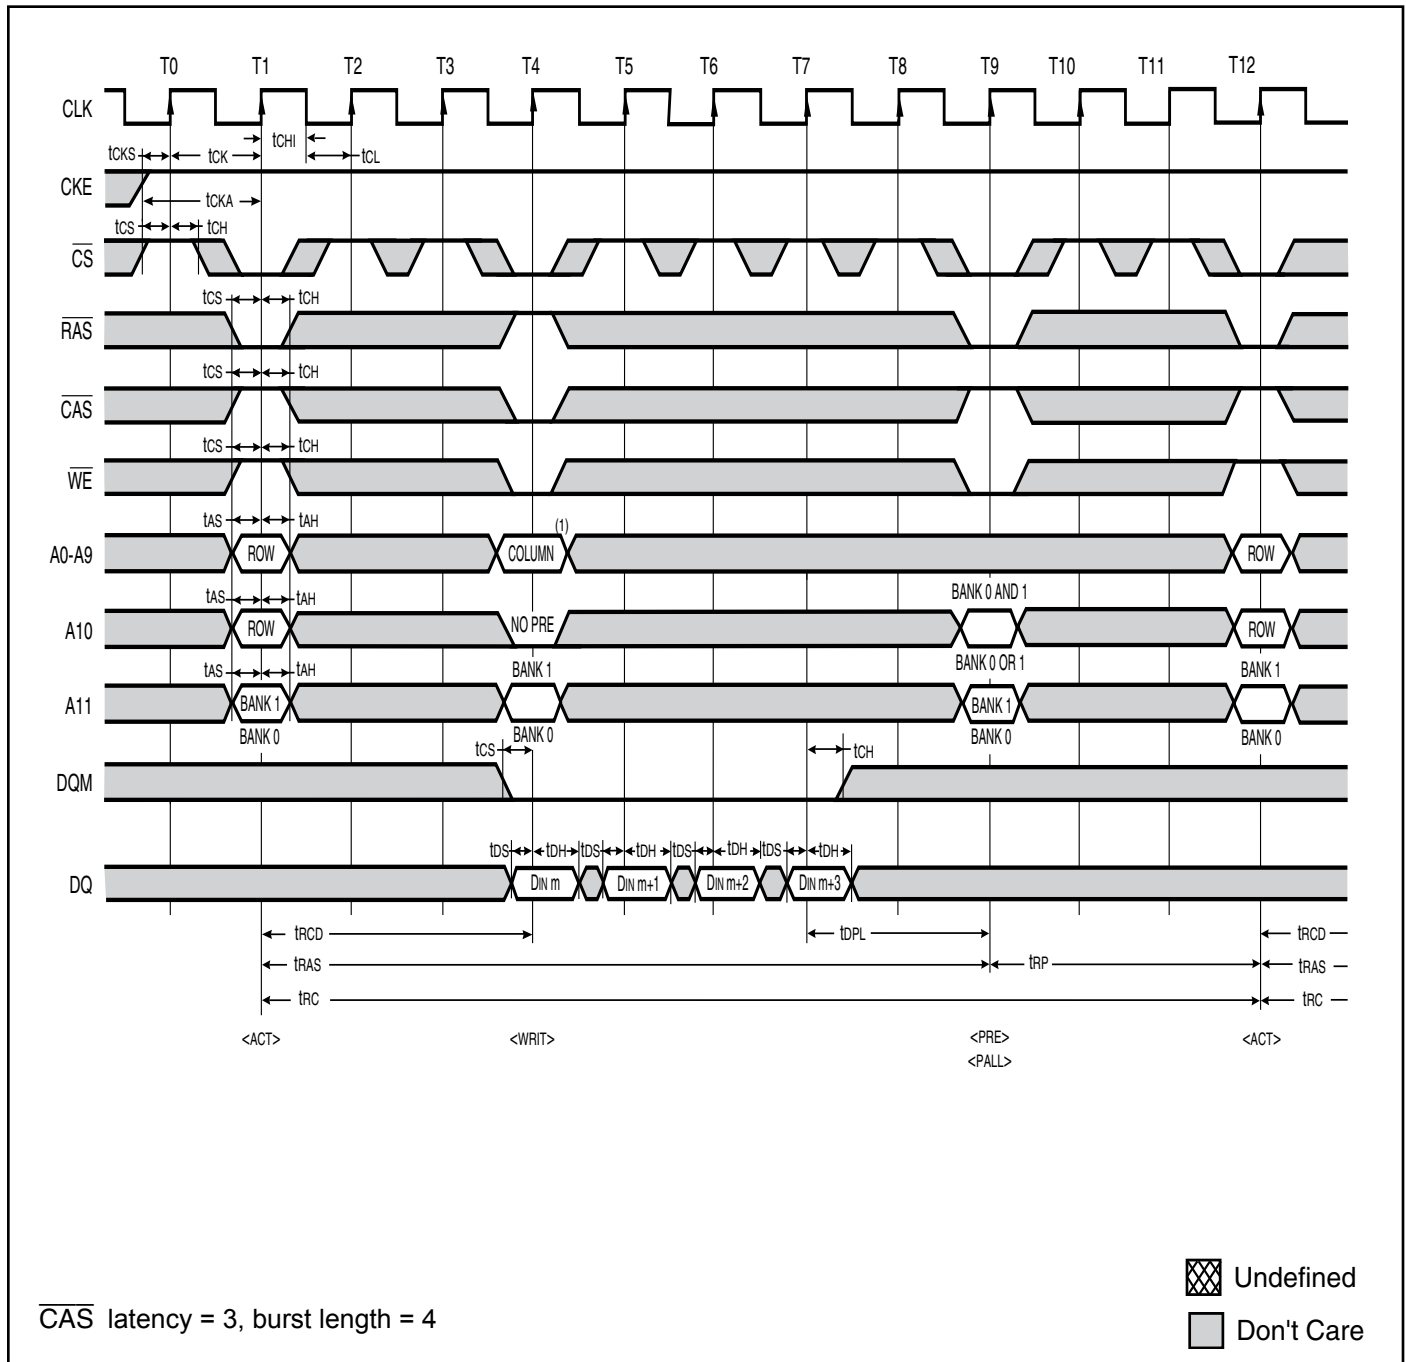 T0 T1 T2 T3 T4 T5 T6 T7 T8 T9 T10 T11 T12
CLK
tCHI
tCKS tCK tCL
CKE
tCKA
tCS tCH
CS
tCS tCH
RAS
tCS tCH
CAS
tCS tCH
WE
tAS tAH (1)
A0-A9 ROW COLUMN ROW
tAS tAH BANK 0 AND 1
A10 ROW NO PRE ROW
tAS tAH BANK 1 BANK 0 OR 1 BANK 1
A11 BANK 1 BANK 1
BANK 0 BANK 0 BANK 0 BANK 0
tCS tCH
DQM
tDS tDH tDS tDH tDS tDH tDS tDH
DQ DIN m DIN m+1 DIN m+2 DIN m+3
tRCD tDPL tRCD
tRAS tRP tRAS
tRC tRC
<ACT> <WRIT> <PRE> <ACT>
<PALL>
Undefined
CAS latency = 3, burst length = 4
Don't Care